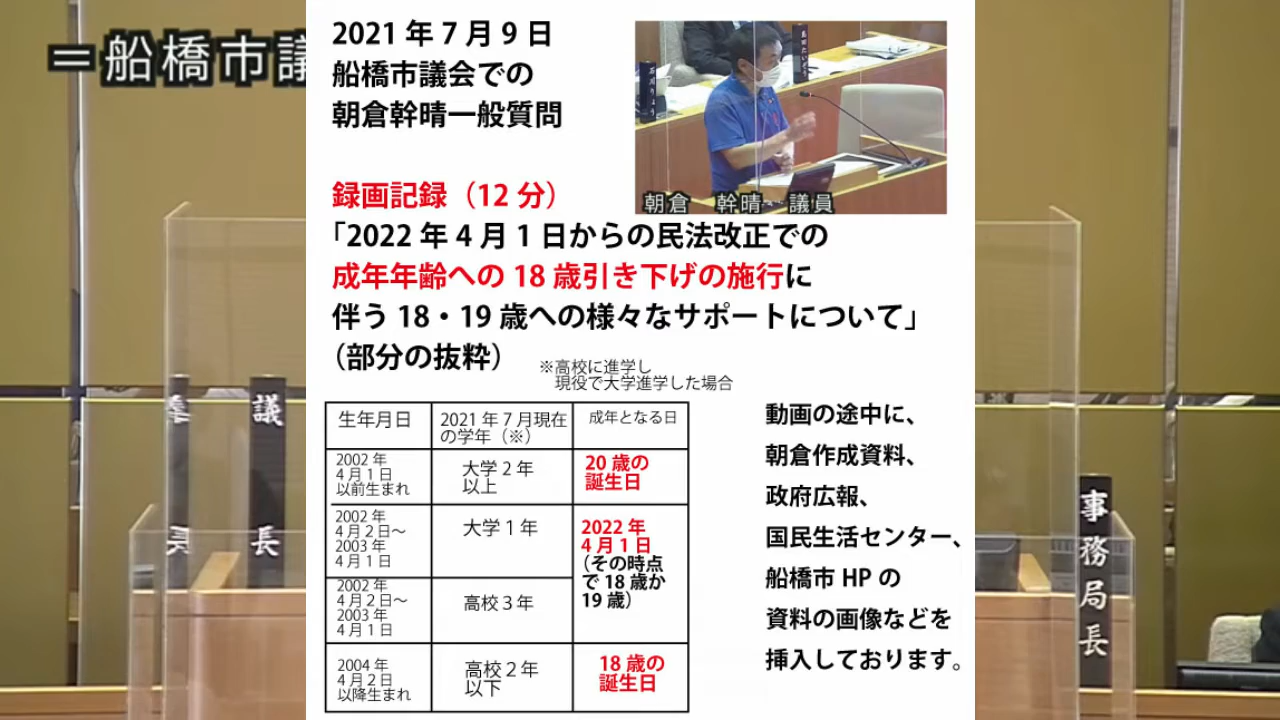 ＝船橋市議
2021年7月9日
船橋市議会での
朝倉幹晴一般質問
朝倉 幹晴 議員
録画記録（12分）
「2022年4月1日からの民法改正での
成年年齢への18歳引き下げの施行に
伴う18・19歳への様々なサポートについて」
（部分の抜粋）
※高校に進学し
現役で大学進学した場合
生年月日
2021年7月現在
の学年（※）
成年となる日
2002年
4月1日
以前生まれ
大学2年
以上
20歳の
誕生日
2002年
4月2日〜
2003年
4月1日
大学1年
2022年
4月1日
（その時点
で18歳か
19歳）
2002年
4月2日〜
2003年
4月1日
高校3年
2004年
4月2日
以降生まれ
高校2年
以下
18歳の
誕生日
動画の途中に、
朝倉作成資料、
政府広報、
国民生活センター、
船橋市HPの
資料の画像などを
挿入しております。
議長
事務局長